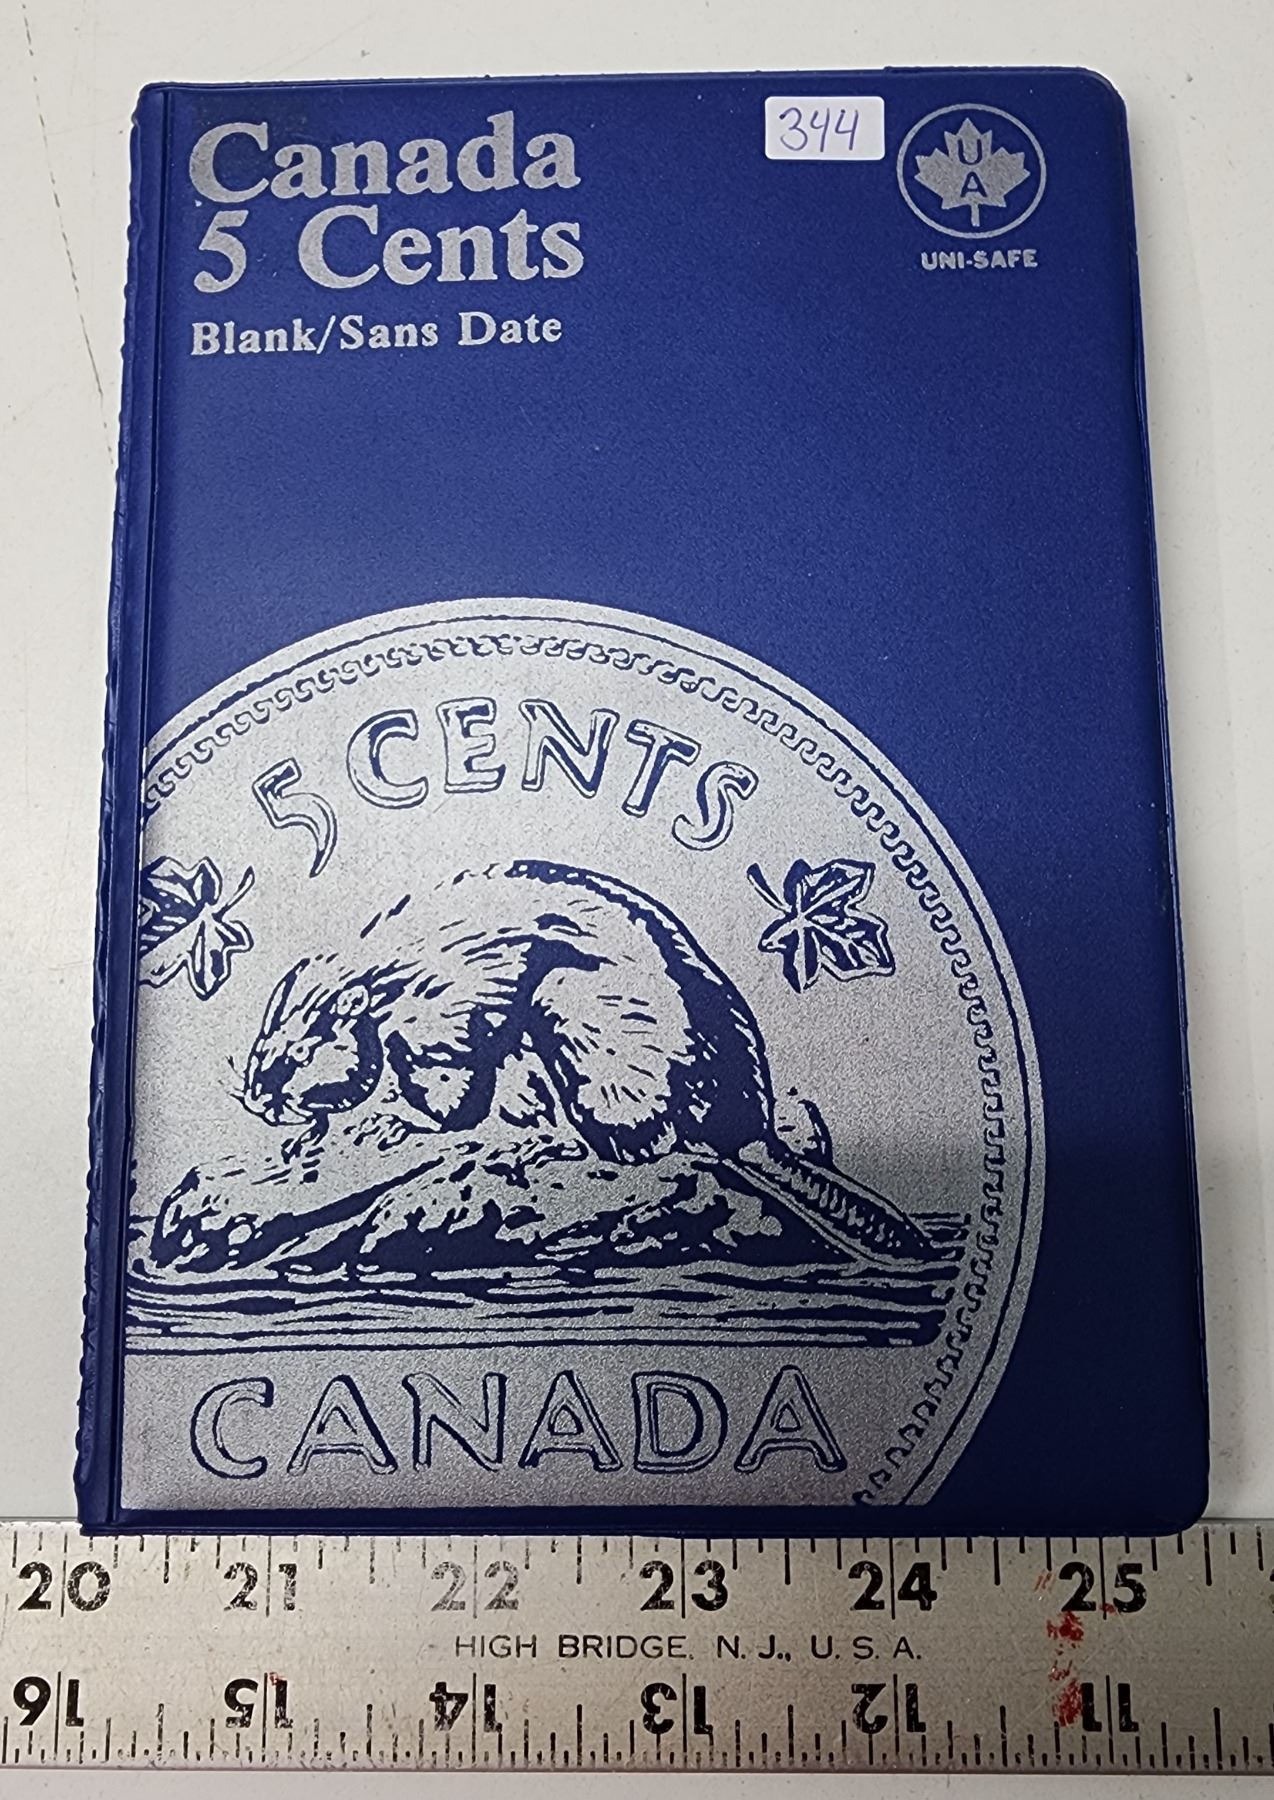 Canada
5 Cents
Blank/Sans Date
344
U
A
UNI-SAFE
5 CENTS
CANADA
20 21 22 23 24 25
HIGH BRIDGE, N.J., U.S.A.
16 15 14 13 12 11